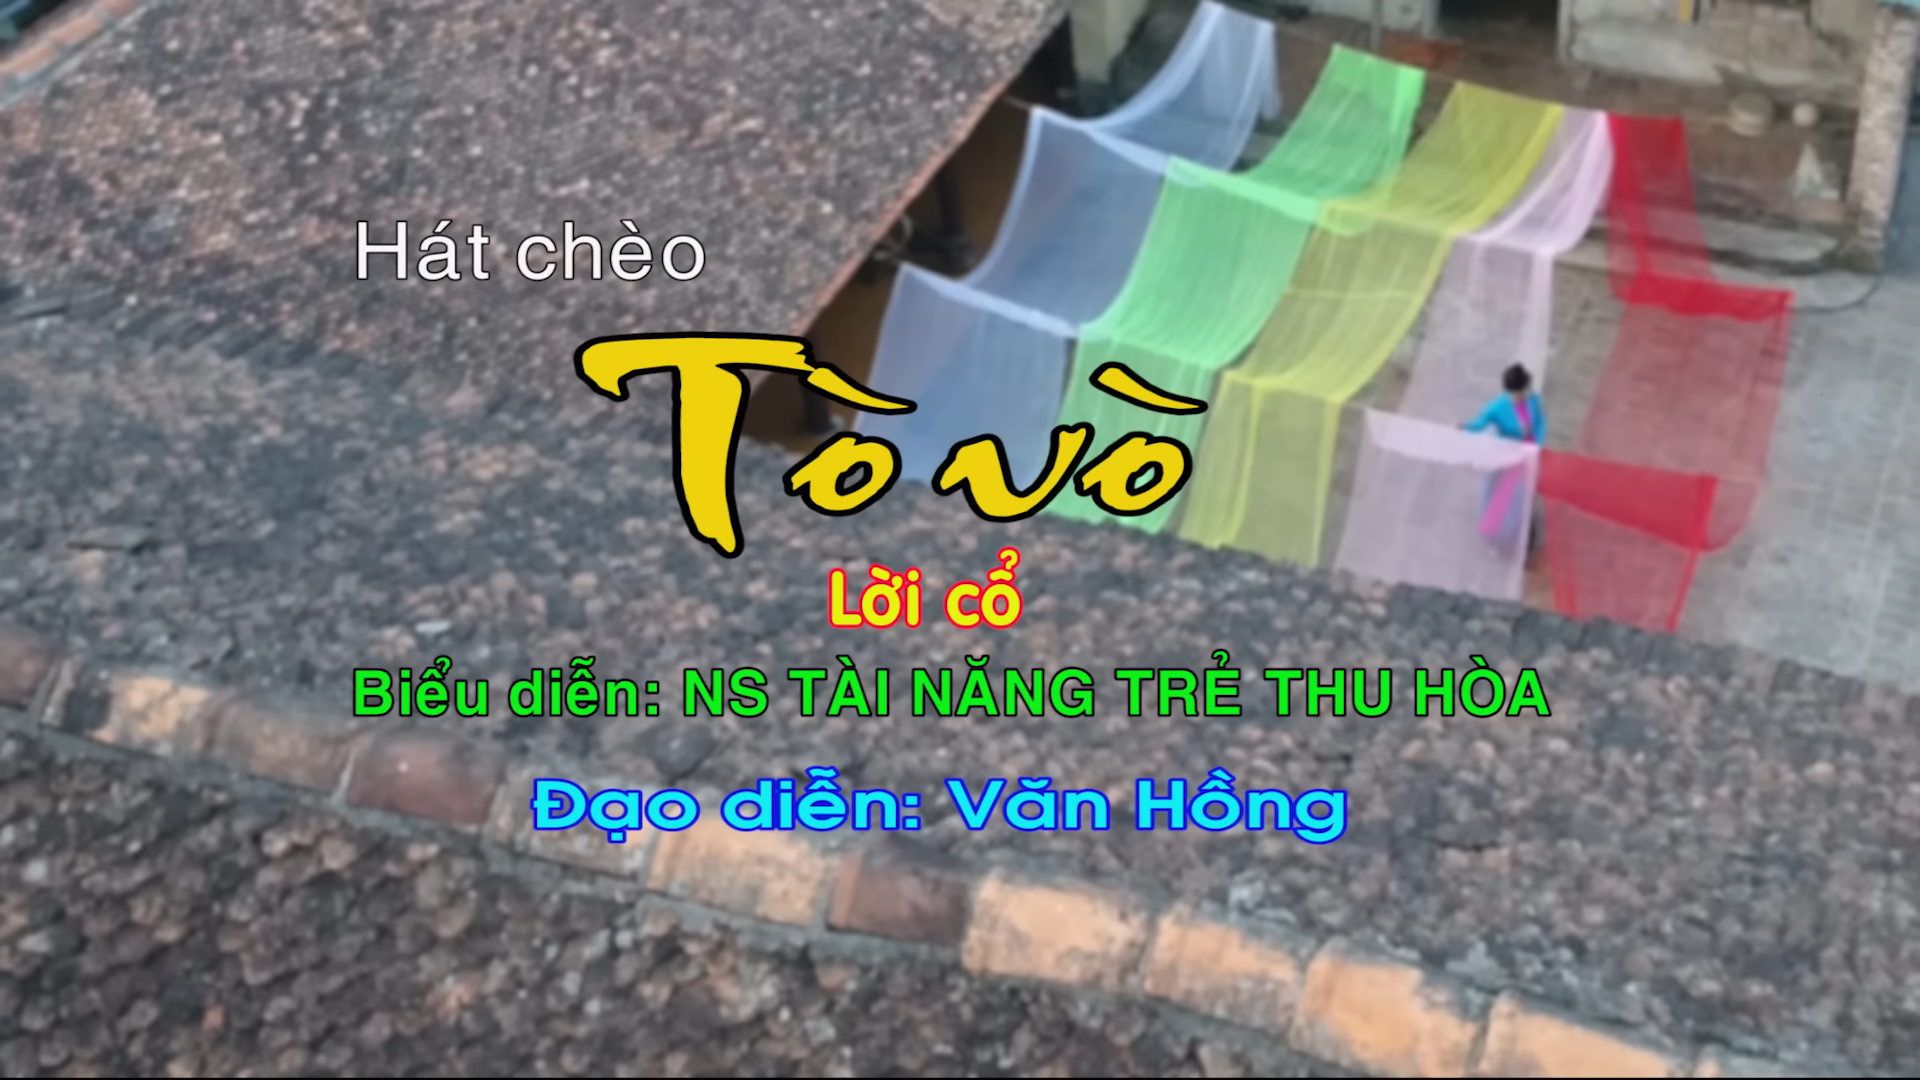 Hát chèo
Tò vò
Lời cổ
Biểu diễn: NS TÀI NĂNG TRẺ THU HÒA
Đạo diễn: Văn Hồng